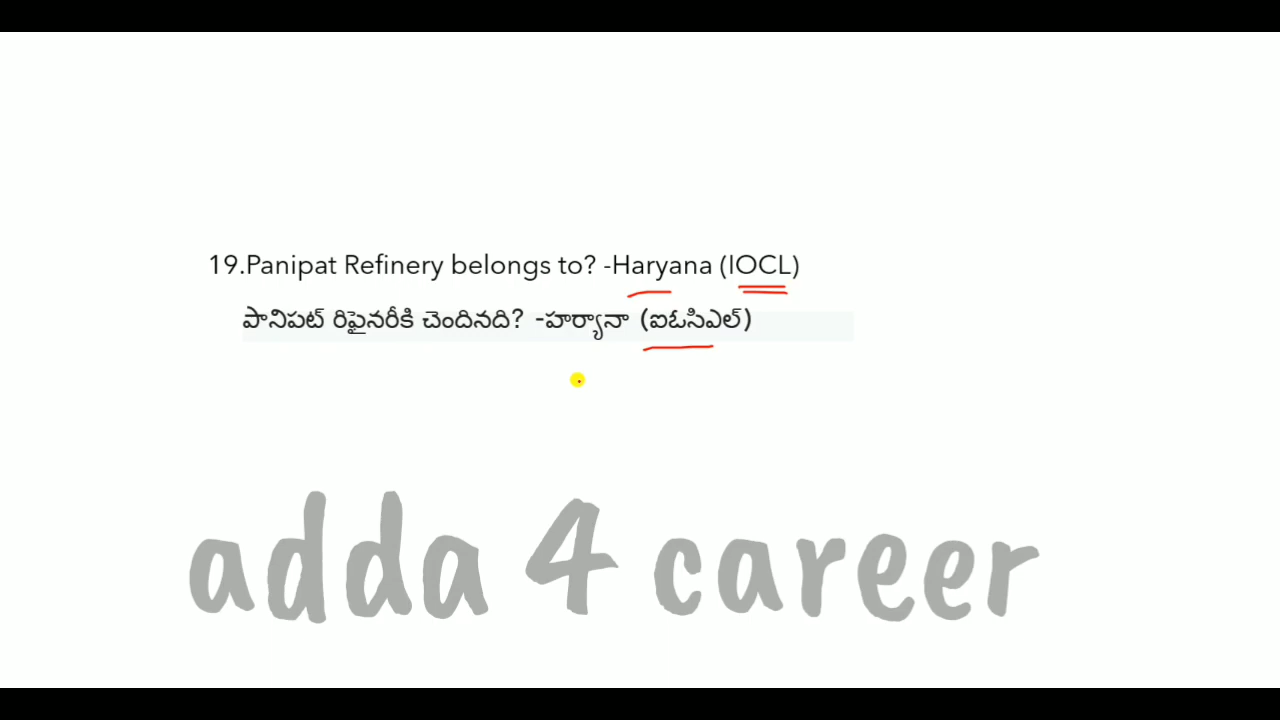 19.Panipat Refinery belongs to? -Haryana (IOCL)
పానిపట్ రిఫైనరీకి చెందినది? -హర్యానా (ఐఓసిఎల్)
adda 4 career